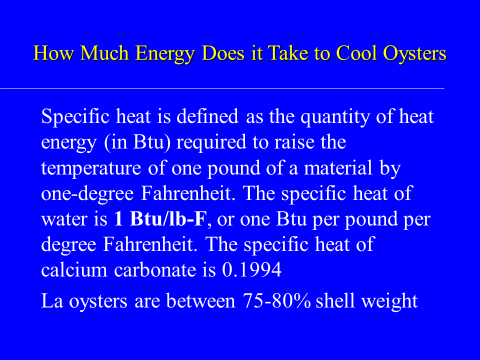 How Much Energy Does it Take to Cool Oysters
Specific heat is defined as the quantity of heat
energy (in Btu) required to raise the
temperature of one pound of a material by
one-degree Fahrenheit. The specific heat of
water is 1 Btu/lb-F, or one Btu per pound per
degree Fahrenheit. The specific heat of
calcium carbonate is 0.1994
La oysters are between 75-80% shell weight